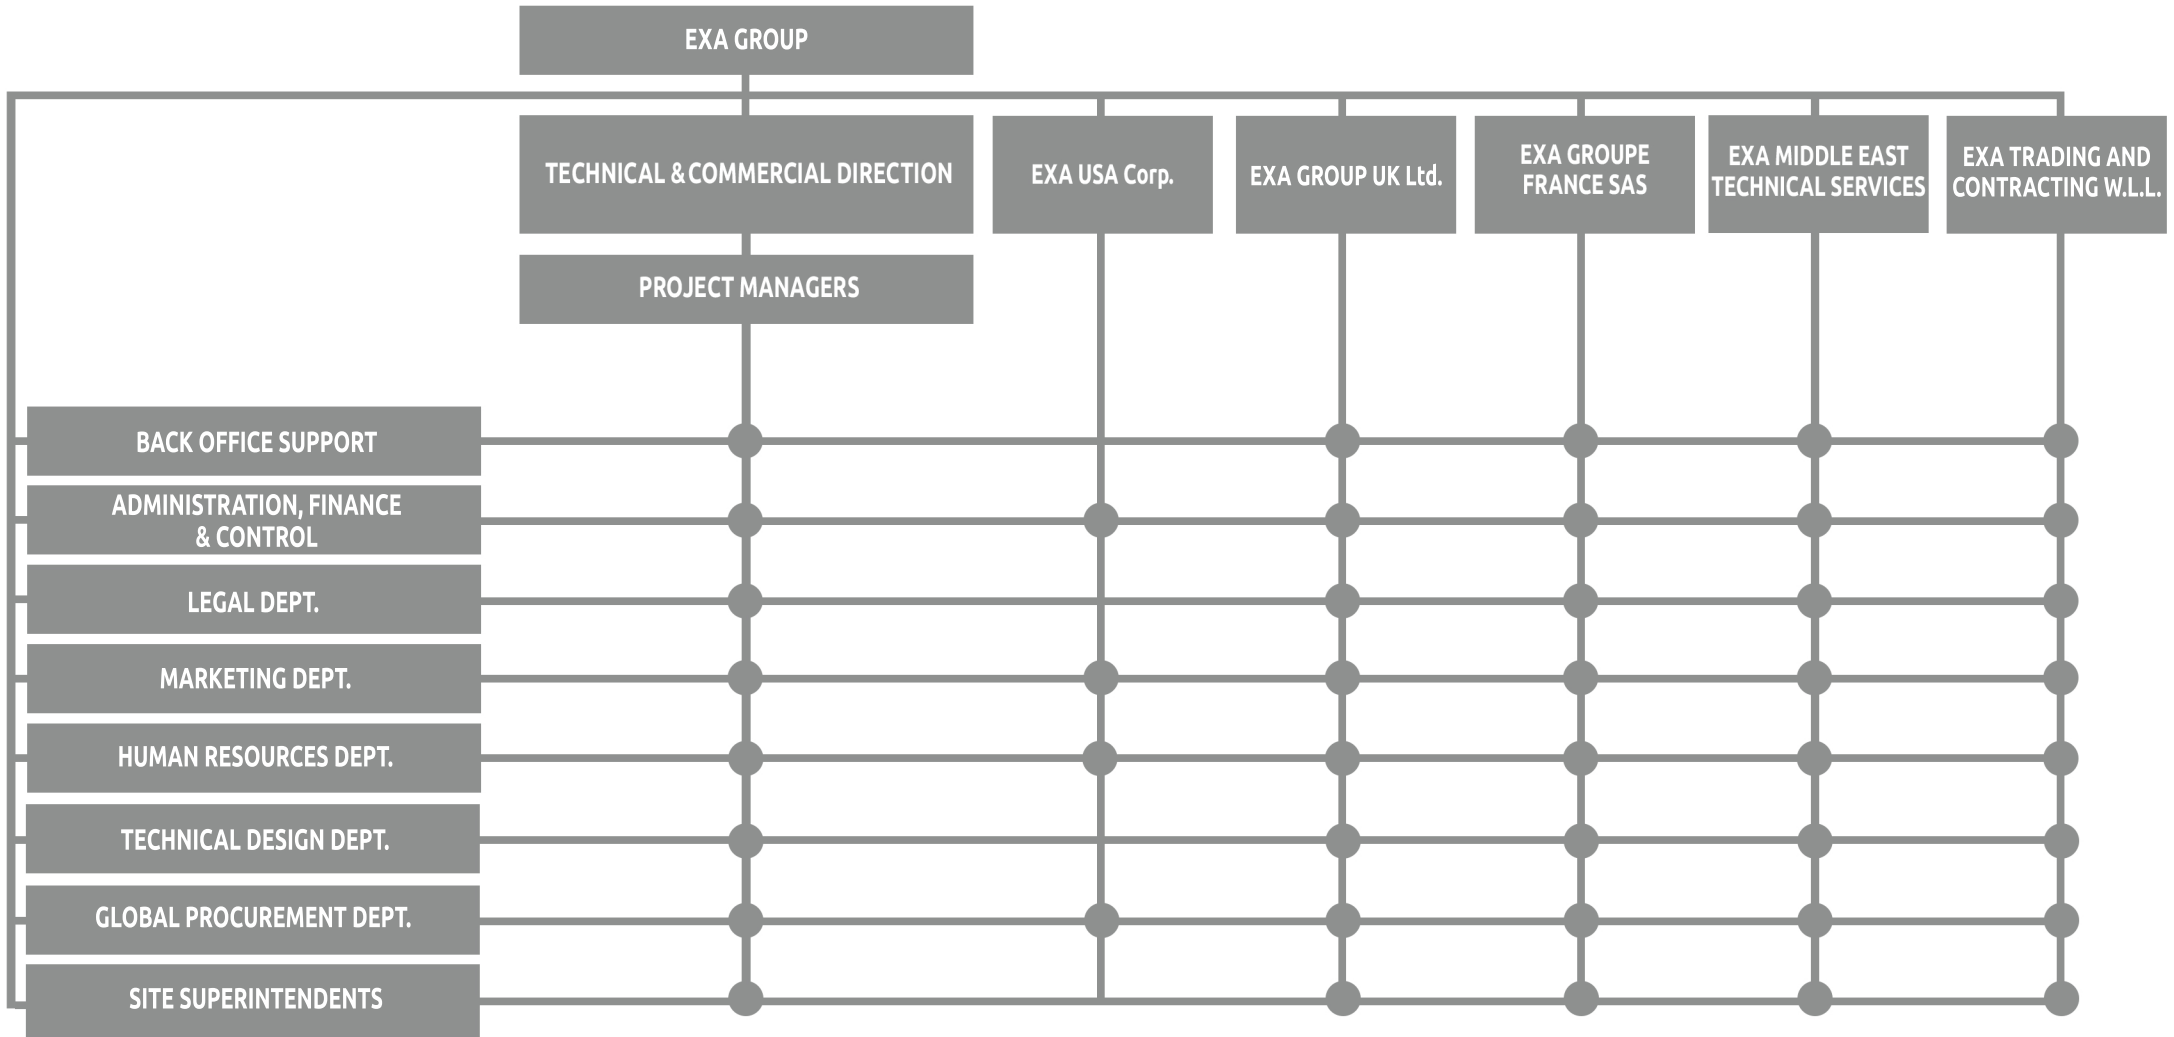 EXA GROUP
TECHNICAL & COMMERCIAL DIRECTION
EXA USA Corp.
EXA GROUP UK Ltd.
EXA GROUPE
FRANCE SAS
EXA MIDDLE EAST
TECHNICAL SERVICES
EXA TRADING AND
CONTRACTING W.L.L.
PROJECT MANAGERS
BACK OFFICE SUPPORT
ADMINISTRATION, FINANCE
& CONTROL
LEGAL DEPT.
MARKETING DEPT.
HUMAN RESOURCES DEPT.
TECHNICAL DESIGN DEPT.
GLOBAL PROCUREMENT DEPT.
SITE SUPERINTENDENTS